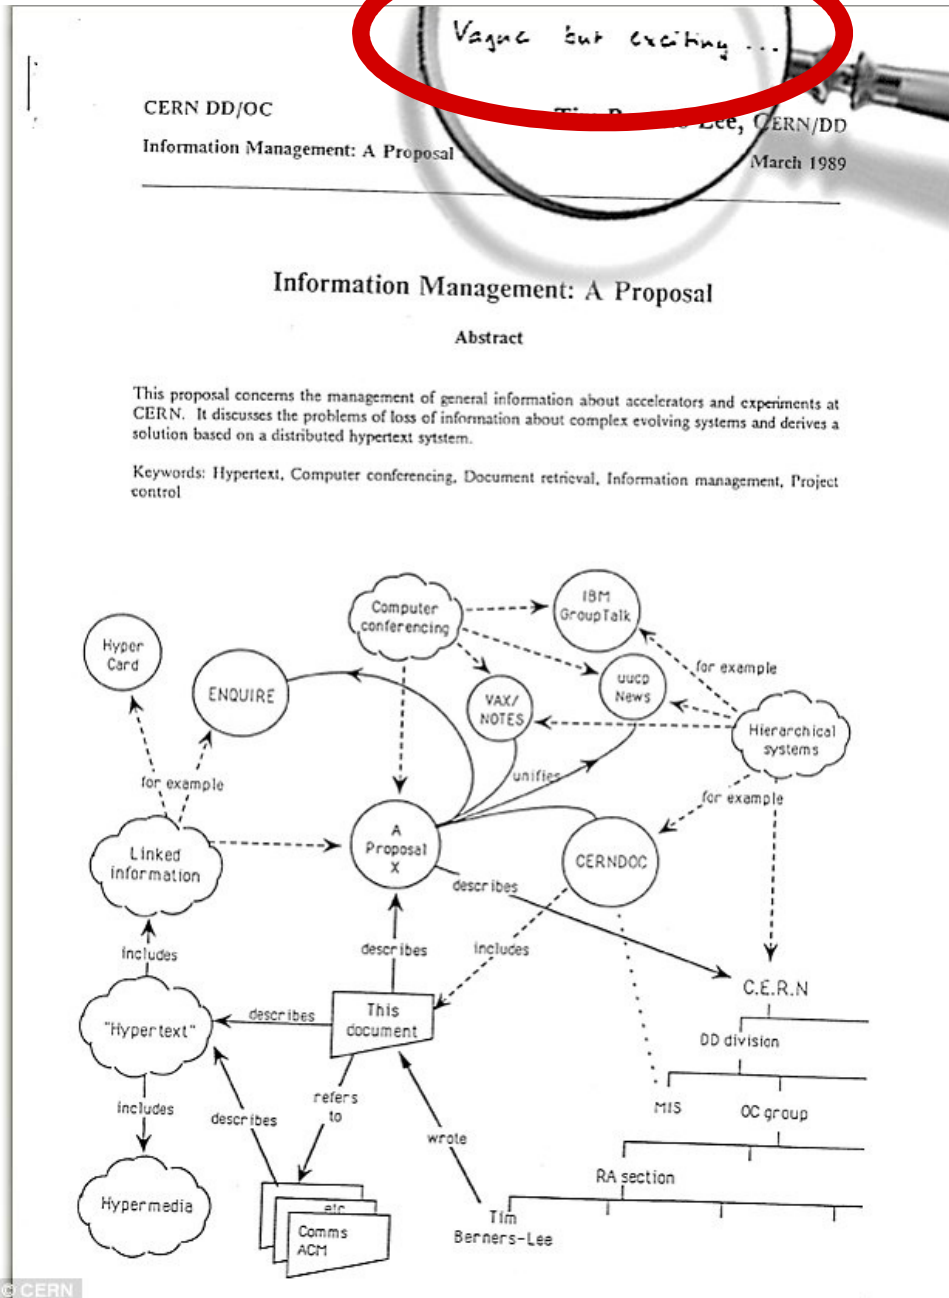 Vague but exciting ...
CERN DD/OC
Tim Berners-Lee, CERN/DD
Information Management: A Proposal
March 1989
Information Management: A Proposal
Abstract
This proposal concerns the management of general information about accelerators and experiments at
CERN. It discusses the problems of loss of information about complex evolving systems and derives a
solution based on a distributed hypertext sytstem.
Keywords: Hypertext, Computer conferencing, Document retrieval, Information management, Project
control
Computer
conferencing
IBM
GroupTalk
Hyper
Card
ENQUIRE
VAX/
NOTES
uucp
News
for example
Hierarchical
systems
for example
unifies
for example
A
Proposal
X
Linked
information
CERNDOC
describes
includes
describes
includes
C.E.R.N
"Hypertext"
describes
This
document
DD division
includes
describes
refers
to
MIS
OC group
wrote
RA section
Hypermedia
etc
Comms
ACM
Tim
Berners-Lee
© CERN